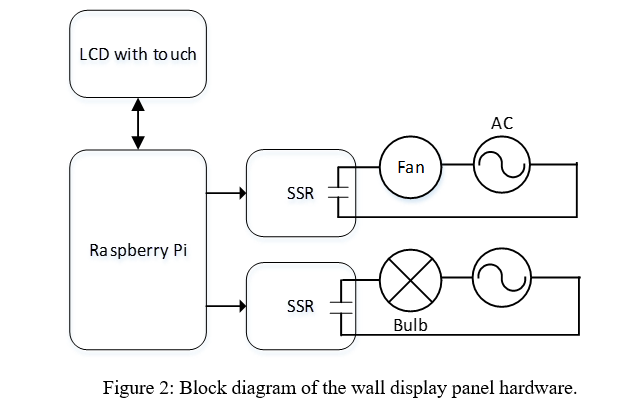 LCD with touch
AC
Fan
SSR
Raspberry Pi
SSR
Bulb
Figure 2: Block diagram of the wall display panel hardware.